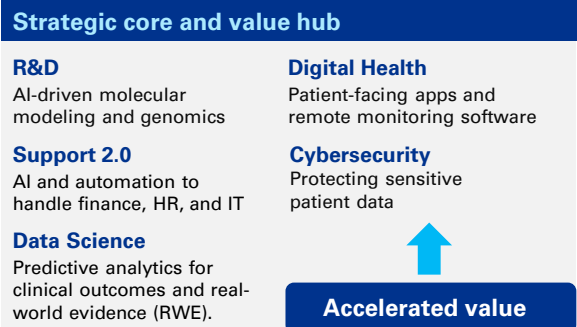 Strategic core and value hub
R&D
AI-driven molecular
modeling and genomics
Support 2.0
AI and automation to
handle finance, HR, and IT
Data Science
Predictive analytics for
clinical outcomes and real-
world evidence (RWE).
Digital Health
Patient-facing apps and
remote monitoring software
Cybersecurity
Protecting sensitive
patient data
Accelerated value